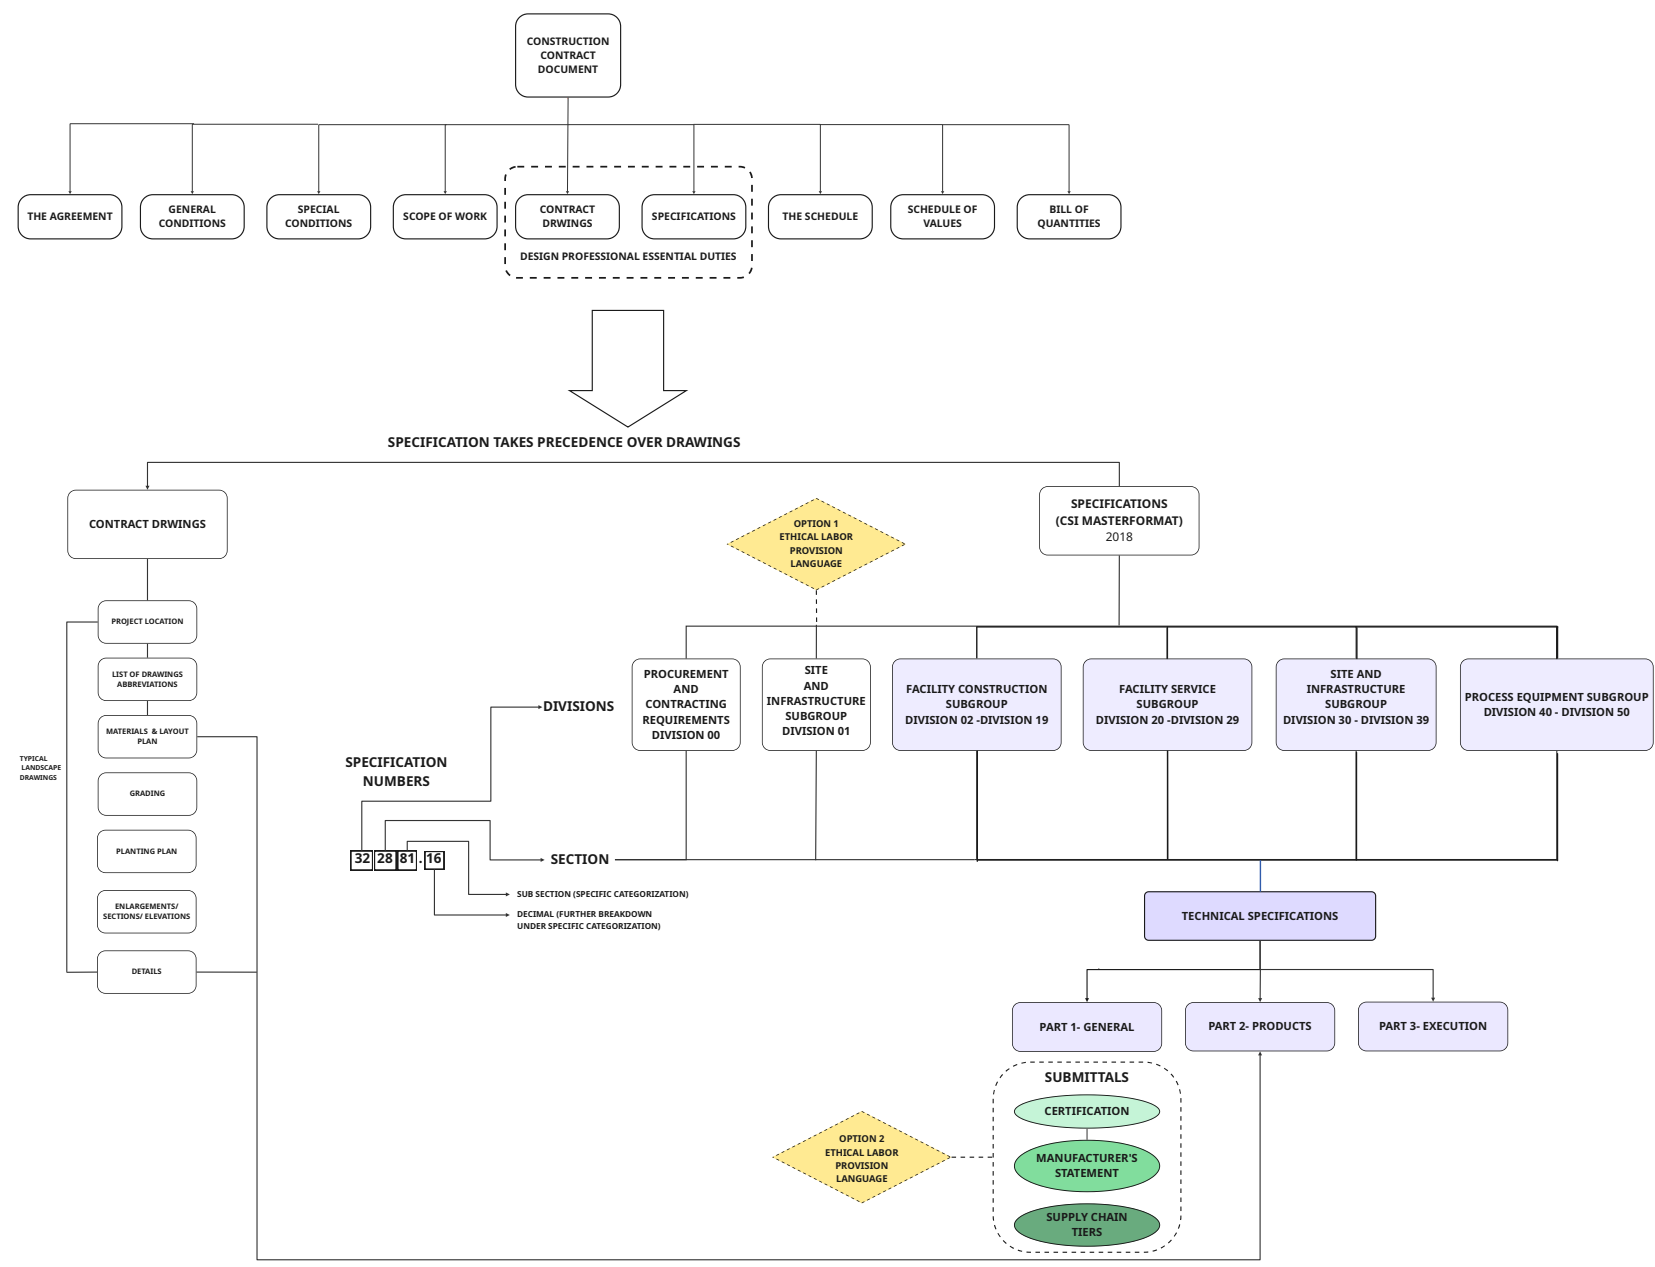 CONSTRUCTION
CONTRACT
DOCUMENT
THE AGREEMENT
GENERAL
CONDITIONS
SPECIAL
CONDITIONS
SCOPE OF WORK
CONTRACT
DRWINGS
SPECIFICATIONS
THE SCHEDULE
SCHEDULE OF
VALUES
BILL OF
QUANTITIES
DESIGN PROFESSIONAL ESSENTIAL DUTIES
SPECIFICATION TAKES PRECEDENCE OVER DRAWINGS
CONTRACT DRWINGS
PROJECT LOCATION
LIST OF DRAWINGS
ABBREVIATIONS
MATERIALS & LAYOUT
PLAN
TYPICAL
LANDSCAPE
DRAWINGS
GRADING
PLANTING PLAN
ENLARGEMENTS/
SECTIONS/ ELEVATIONS
DETAILS
SPECIFICATIONS
(CSI MASTERFORMAT)
2018
OPTION 1
ETHICAL LABOR
PROVISION
LANGUAGE
PROCUREMENT
AND
CONTRACTING
REQUIREMENTS
DIVISION 00
SITE
AND
INFRASTRUCTURE
SUBGROUP
DIVISION 01
FACILITY CONSTRUCTION
SUBGROUP
DIVISION 02 -DIVISION 19
FACILITY SERVICE
SUBGROUP
DIVISION 20 -DIVISION 29
SITE AND
INFRASTRUCTURE
SUBGROUP
DIVISION 30 - DIVISION 39
PROCESS EQUIPMENT SUBGROUP
DIVISION 40 - DIVISION 50
DIVISIONS
SPECIFICATION
NUMBERS
32 28 81 . 16
SECTION
SUB SECTION (SPECIFIC CATEGORIZATION)
DECIMAL (FURTHER BREAKDOWN
UNDER SPECIFIC CATEGORIZATION)
TECHNICAL SPECIFICATIONS
PART 1- GENERAL
PART 2- PRODUCTS
PART 3- EXECUTION
SUBMITTALS
CERTIFICATION
MANUFACTURER'S
STATEMENT
SUPPLY CHAIN
TIERS
OPTION 2
ETHICAL LABOR
PROVISION
LANGUAGE